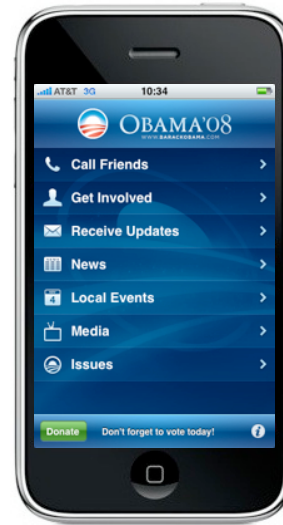 AT&T 3G 10:34
OBAMA'08
WWW.BARACKOBAMA.COM
Call Friends
Get Involved
Receive Updates
News
4 Local Events
Media
Issues
Donate Don't forget to vote today! i